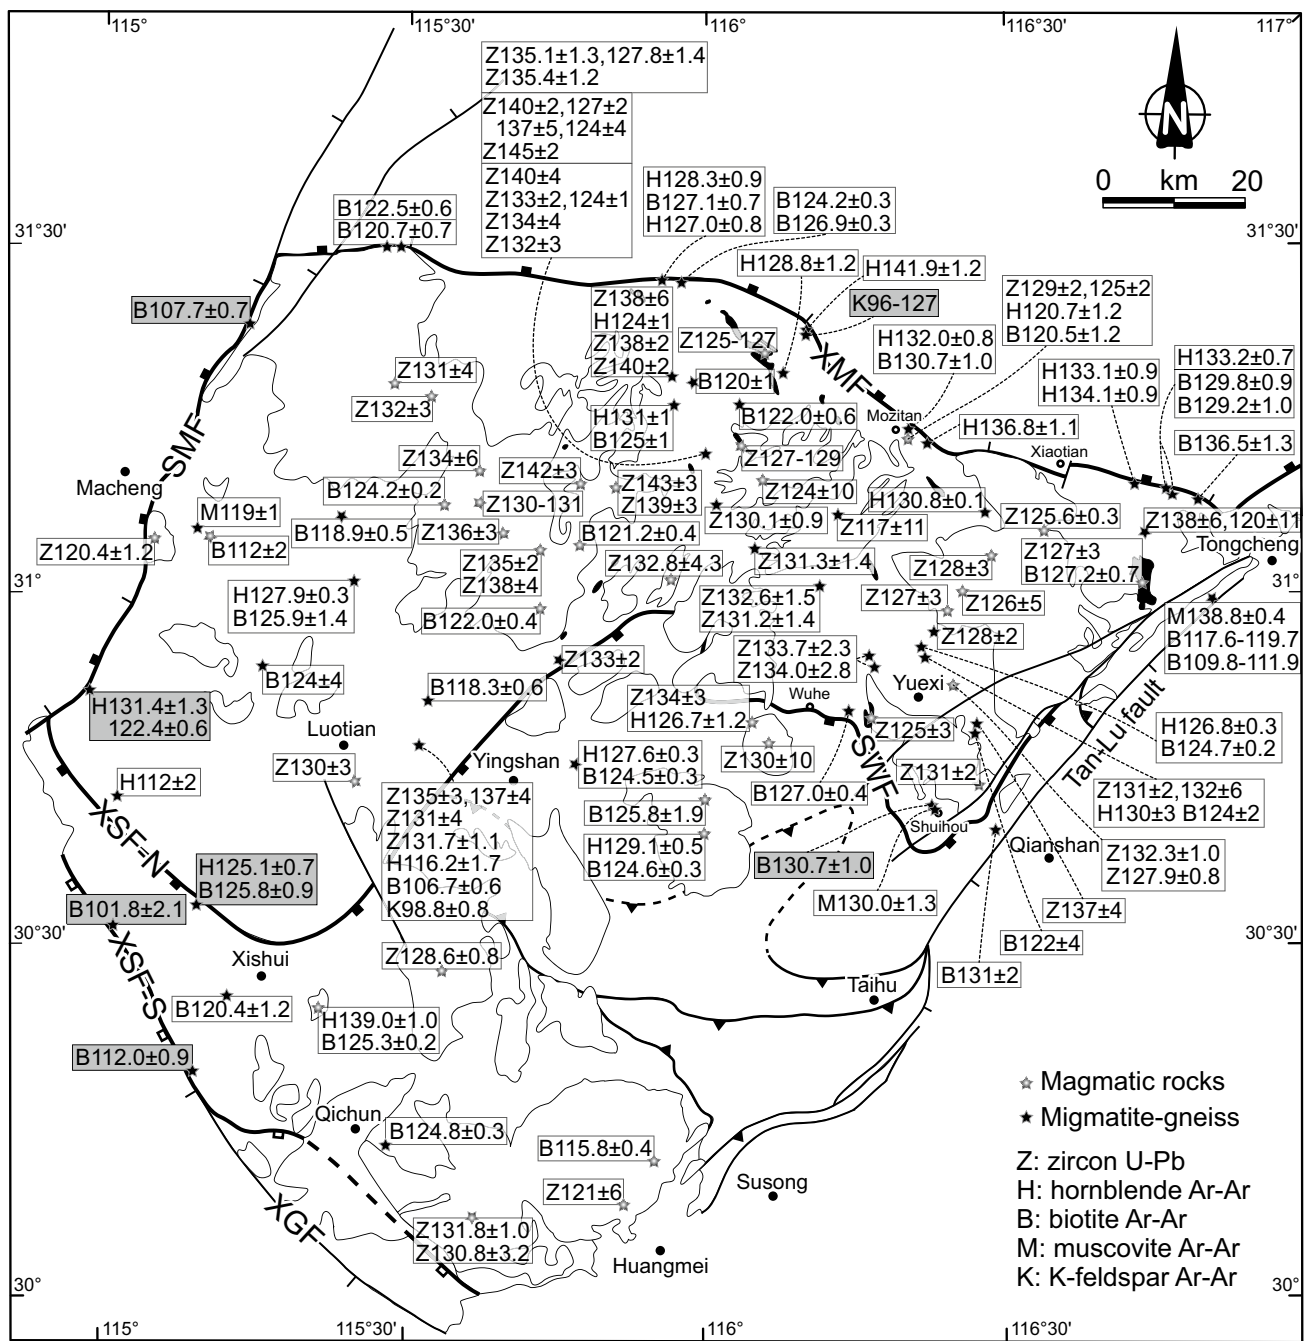 115°
115°30'
116°
116°30'
117°
Z135.1±1.3,127.8±1.4
Z135.4±1.2
Z140±2,127±2
137±5,124±4
Z145±2
Z140±4
Z133±2,124±1
Z134±4
Z132±3
N
0 km 20
H128.3±0.9
B127.1±0.7
H127.0±0.8
B124.2±0.3
B126.9±0.3
B122.5±0.6
B120.7±0.7
31°30'
31°30'
H128.8±1.2
H141.9±1.2
K96-127
B107.7±0.7
Z138±6
H124±1
Z138±2
Z140±2
Z125-127
XMF
H132.0±0.8
B130.7±1.0
Z129±2,125±2
H120.7±1.2
B120.5±1.2
H133.1±0.9
H134.1±0.9
H133.2±0.7
B129.8±0.9
B129.2±1.0
Z131±4
Z132±3
B120±1
H131±1
B125±1
B122.0±0.6
Mozitan
H136.8±1.1
Xiaotian
B136.5±1.3
SMF
Macheng
Z134±6
Z142±3
Z127-129
Z143±3
Z139±3
Z124±10
B124.2±0.2
Z130-131
H130.8±0.1
Z125.6±0.3
Z138±6,120±11
Tongcheng
M119±1
B118.9±0.5
Z136±3
Z130.1±0.9
Z117±11
Z120.4±1.2
B112±2
B121.2±0.4
Z135±2
Z138±4
Z132.8±4.3
Z131.3±1.4
Z128±3
Z127±3
B127.2±0.7
31°
31°
H127.9±0.3
B125.9±1.4
B122.0±0.4
Z132.6±1.5
Z131.2±1.4
Z127±3
Z126±5
M138.8±0.4
B117.6-119.7
B109.8-111.9
Z128±2
Z133.7±2.3
Z134.0±2.8
Z133±2
B124±4
B118.3±0.6
Yuexi
Wuhe
H131.4±1.3
122.4±0.6
Z134±3
H126.7±1.2
Z125±3
Tan-Lu fault
H126.8±0.3
B124.7±0.2
Luotian
Z130±3
Yingshan
H127.6±0.3
B124.5±0.3
Z130±10
SWF
Z131±2
H112±2
B127.0±0.4
Z131±2,132±6
H130±3 B124±2
XSF-N
Z135±3,137±4
Z131±4
Z131.7±1.1
H116.2±1.7
B106.7±0.6
K98.8±0.8
B125.8±1.9
Shuihou
H129.1±0.5
B124.6±0.3
Qianshan
Z132.3±1.0
Z127.9±0.8
H125.1±0.7
B125.8±0.9
B130.7±1.0
B101.8±2.1
M130.0±1.3
Z137±4
B122±4
30°30'
30°30'
XSF-S
Xishui
Z128.6±0.8
B131±2
Taihu
B120.4±1.2
H139.0±1.0
B125.3±0.2
B112.0±0.9
Magmatic rocks
Migmatite-gneiss
Qichun
B124.8±0.3
B115.8±0.4
Z: zircon U-Pb
H: hornblende Ar-Ar
B: biotite Ar-Ar
M: muscovite Ar-Ar
K: K-feldspar Ar-Ar
Susong
Z121±6
XGF
Z131.8±1.0
Z130.8±3.2
Huangmei
30°
30°
115°
115°30'
116°
116°30'